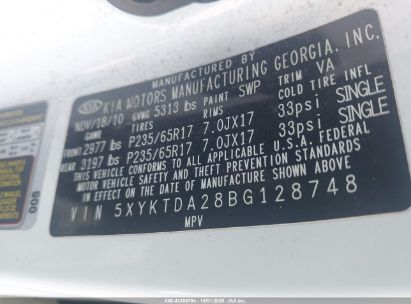 MANUFACTURED BY
KIA MOTORS MANUFACTURING GEORGIA, INC.
NOV/18/10 GVWR 5313 lbs PAINT SWP TRIM VA
GAWR TIRES RIMS COLD TIRE INFL
FRONT 2977 lbs P235/65R17 7.0JX17 33psi SINGLE
REAR 3197 lbs P235/65R17 7.0JX17 33psi SINGLE
THIS VEHICLE CONFORMS TO ALL APPLICABLE U.S.A. FEDERAL
MOTOR VEHICLE SAFETY AND THEFT PREVENTION STANDARDS
IN EFFECT ON THE DATE OF MANUFACTURE SHOWN ABOVE
VIN 5XYKTDA28BG128748
MPV